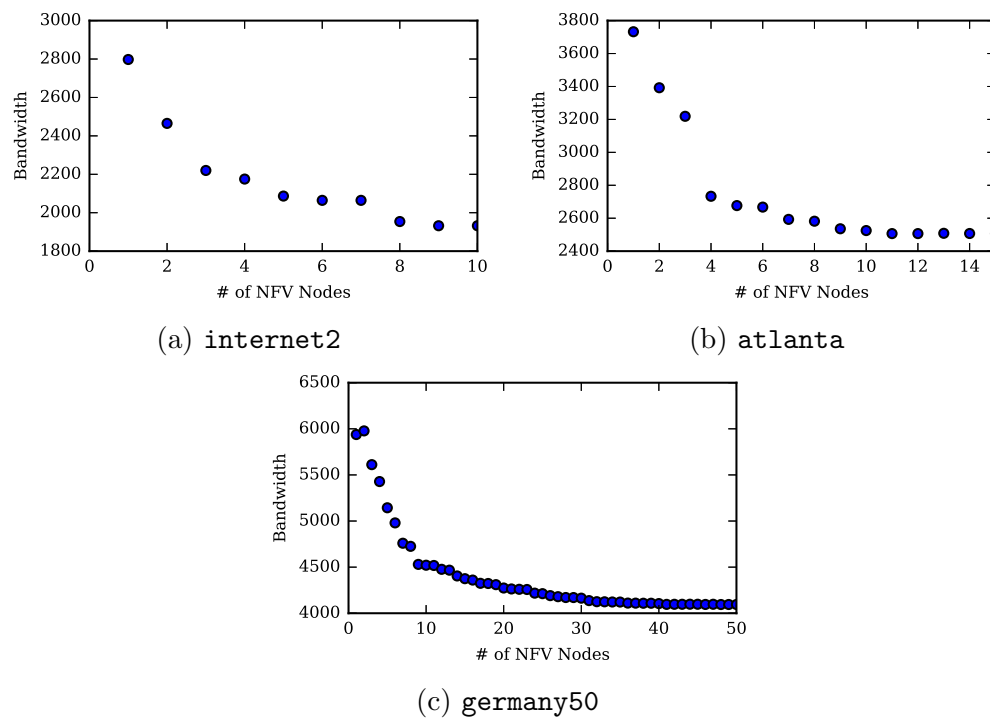 3000
2800
2600
2400
2200
2000
1800
Bandwidth
0 2 4 6 8 10
# of NFV Nodes
(a) internet2
3800
3600
3400
3200
3000
2800
2600
2400
Bandwidth
0 2 4 6 8 10 12 14
# of NFV Nodes
(b) atlanta
6500
6000
5500
5000
4500
4000
Bandwidth
0 10 20 30 40 50
# of NFV Nodes
(c) germany50